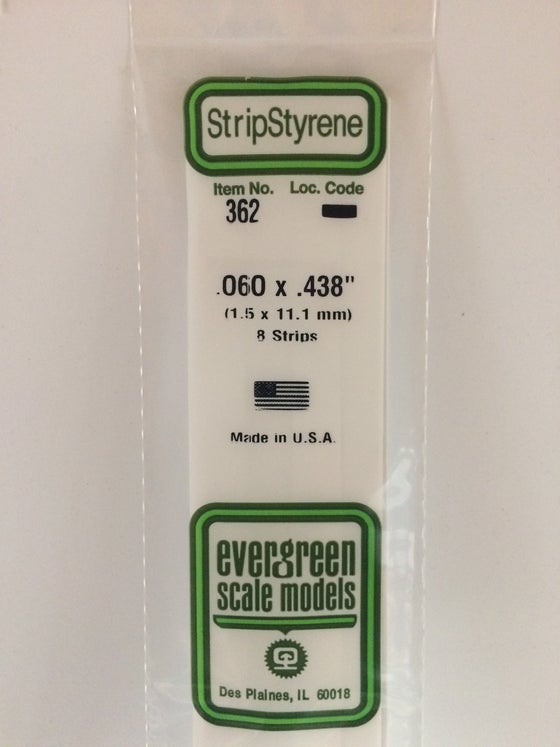 StripStyrene
Item No. Loc. Code
362
.060 x .438"
(1.5 x 11.1 mm)
8 Strips
Made in U.S.A.
evergreen
scale models
Des Plaines, IL 60018